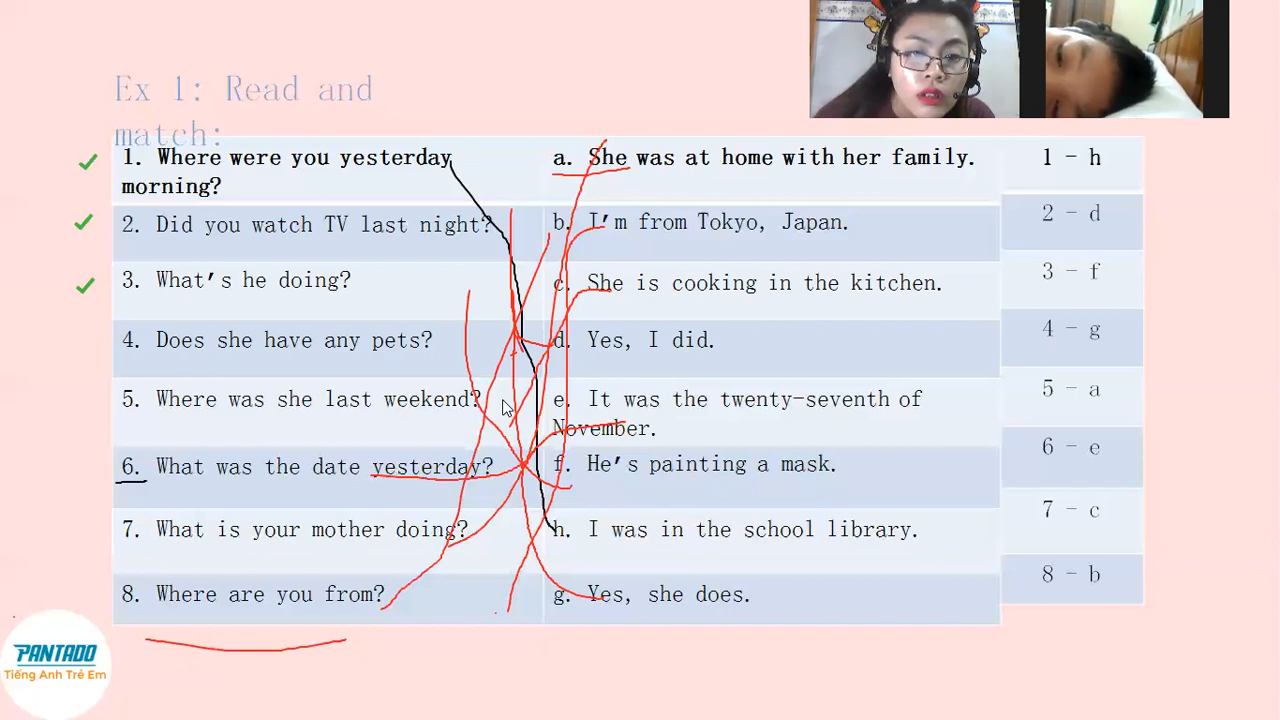 Ex 1: Read and
match:
1. Where were you yesterday
morning?
a. She was at home with her family.
1 - h
2. Did you watch TV last night?
b. I'm from Tokyo, Japan.
2 - d
3. What's he doing?
c. She is cooking in the kitchen.
3 - f
4. Does she have any pets?
d. Yes, I did.
4 - g
5. Where was she last weekend?
e. It was the twenty-seventh of
November.
5 - a
6. What was the date yesterday?
f. He's painting a mask.
6 - e
7. What is your mother doing?
h. I was in the school library.
7 - c
8. Where are you from?
g. Yes, she does.
8 - b
PANTADO
Tiếng Anh Trẻ Em